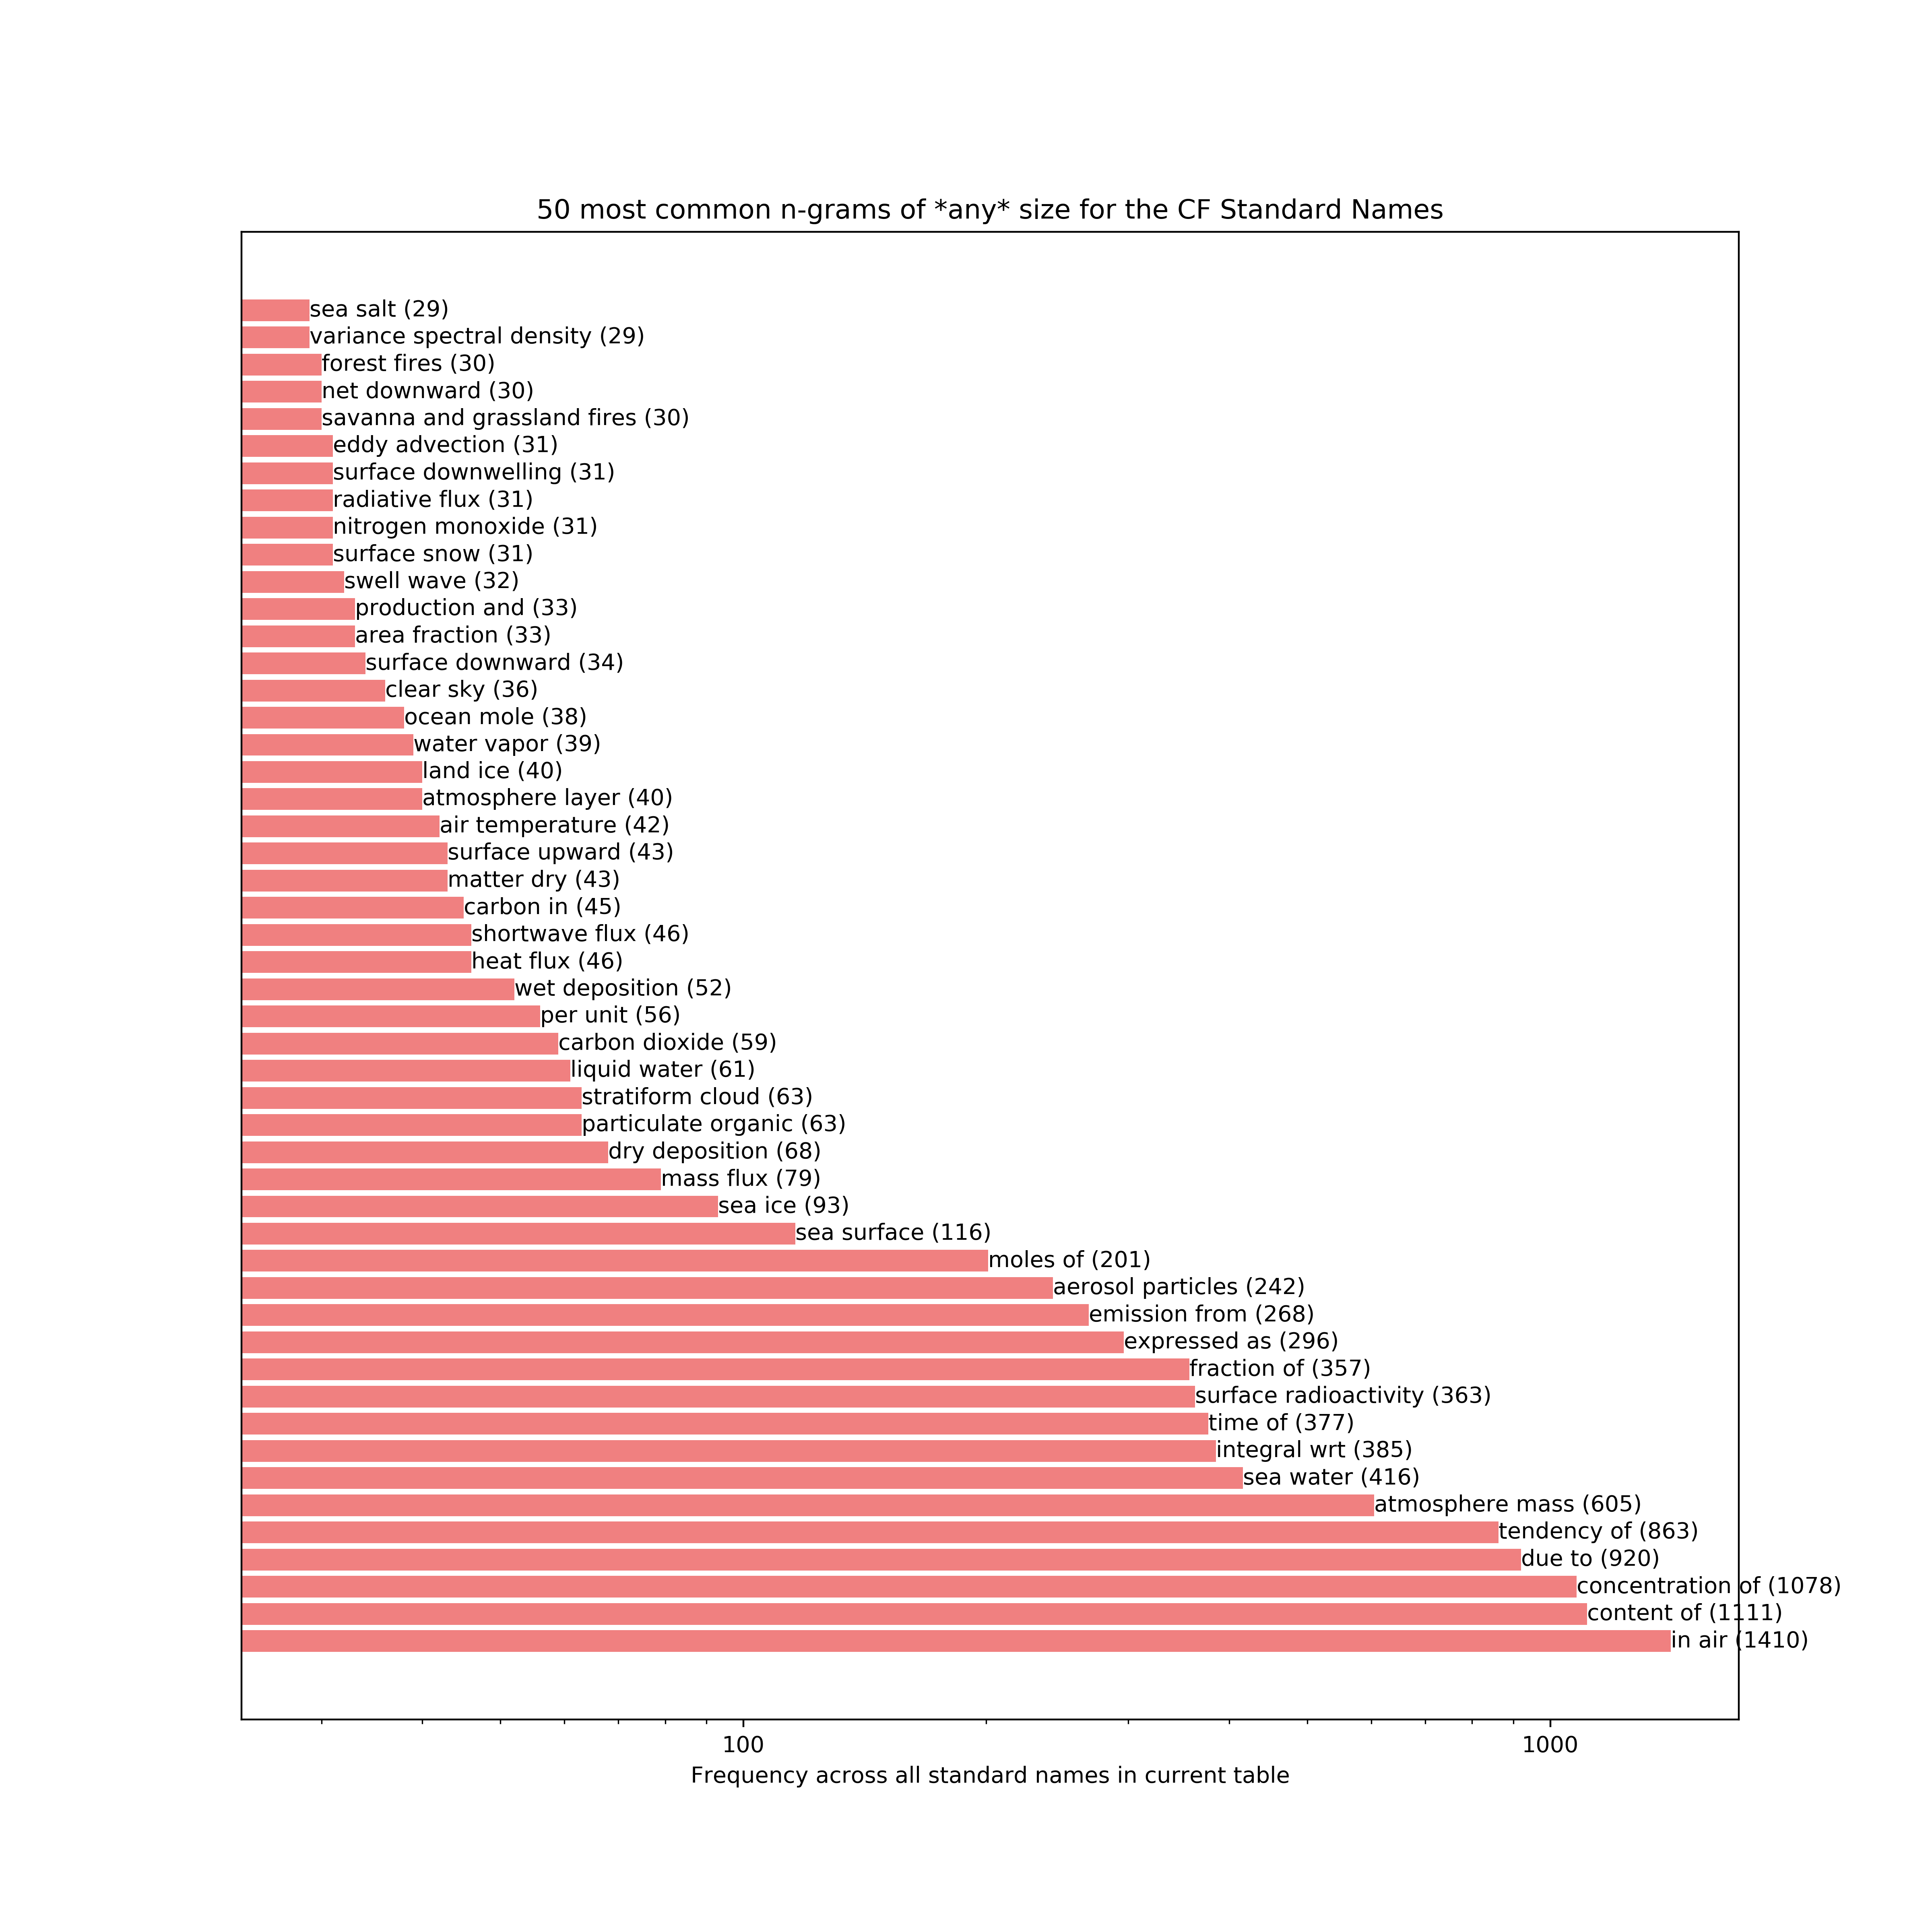 50 most common n-grams of *any* size for the CF Standard Names
sea salt (29)
variance spectral density (29)
forest fires (30)
net downward (30)
savanna and grassland fires (30)
eddy advection (31)
surface downwelling (31)
radiative flux (31)
nitrogen monoxide (31)
surface snow (31)
swell wave (32)
production and (33)
area fraction (33)
surface downward (34)
clear sky (36)
ocean mole (38)
water vapor (39)
land ice (40)
atmosphere layer (40)
air temperature (42)
surface upward (43)
matter dry (43)
carbon in (45)
shortwave flux (46)
heat flux (46)
wet deposition (52)
per unit (56)
carbon dioxide (59)
liquid water (61)
stratiform cloud (63)
particulate organic (63)
dry deposition (68)
mass flux (79)
sea ice (93)
sea surface (116)
moles of (201)
aerosol particles (242)
emission from (268)
expressed as (296)
fraction of (357)
surface radioactivity (363)
time of (377)
integral wrt (385)
sea water (416)
atmosphere mass (605)
tendency of (863)
due to (920)
concentration of (1078)
content of (1111)
in air (1410)
100 1000
Frequency across all standard names in current table